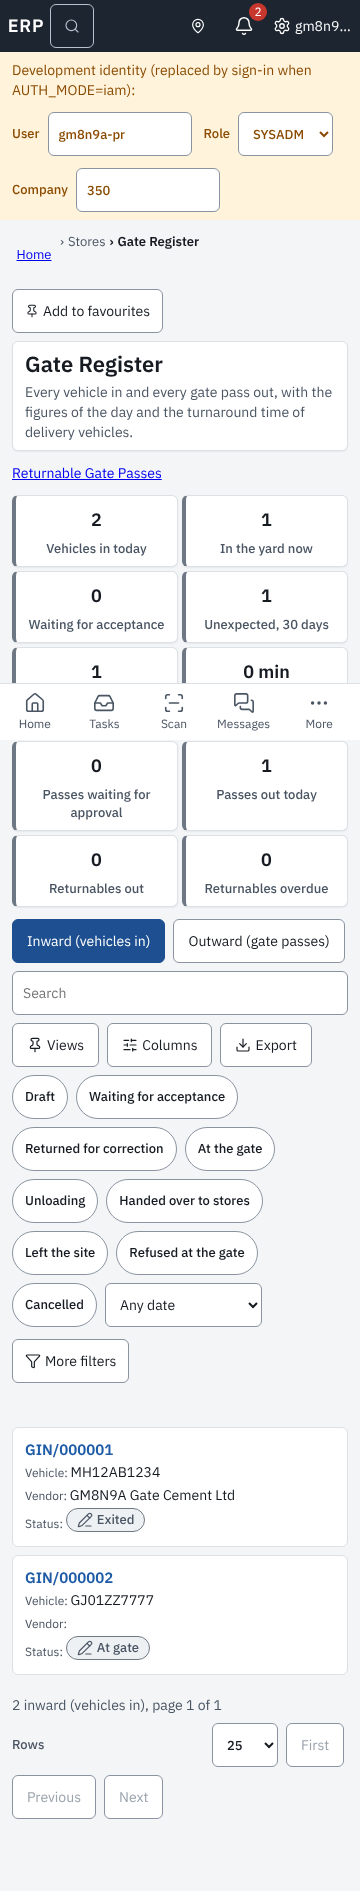 ERP
2
gm8n9...
Development identity (replaced by sign-in when
AUTH_MODE=iam):
User gm8n9a-pr Role SYSADM
Company 350
Home › Stores › Gate Register
Add to favourites
Gate Register
Every vehicle in and every gate pass out, with the
figures of the day and the turnaround time of
delivery vehicles.
Returnable Gate Passes
2 1
Vehicles in today In the yard now
0 1
Waiting for acceptance Unexpected, 30 days
1 0 min
Home Tasks Scan Messages More
0 1
Passes waiting for Passes out today
approval
0 0
Returnables out Returnables overdue
Inward (vehicles in) Outward (gate passes)
Search
Views Columns Export
Draft Waiting for acceptance
Returned for correction At the gate
Unloading Handed over to stores
Left the site Refused at the gate
Cancelled Any date
More filters
GIN/000001
Vehicle: MH12AB1234
Vendor: GM8N9A Gate Cement Ltd
Status: Exited
GIN/000002
Vehicle: GJ01ZZ7777
Vendor:
Status: At gate
2 inward (vehicles in), page 1 of 1
Rows 25 First
Previous Next